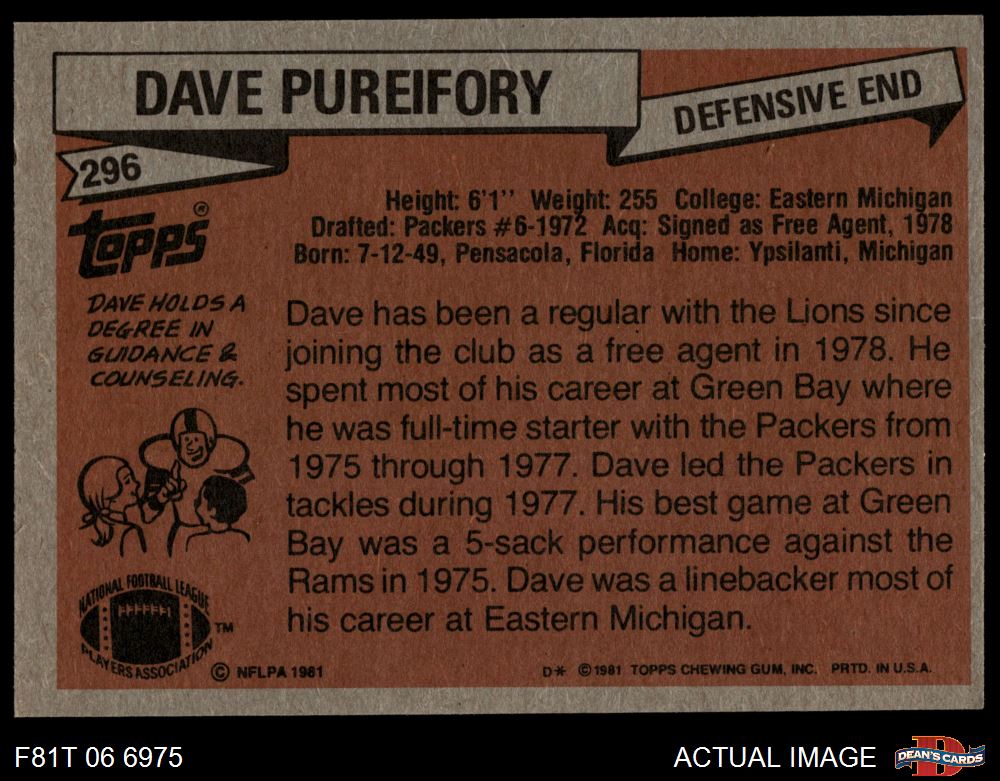 DAVE PUREIFORY
DEFENSIVE END
296
topps®
Height: 6'1'' Weight: 255 College: Eastern Michigan
Drafted: Packers #6-1972 Acq: Signed as Free Agent, 1978
Born: 7-12-49, Pensacola, Florida Home: Ypsilanti, Michigan
DAVE HOLDS A
DEGREE IN
GUIDANCE &
COUNSELING.
Dave has been a regular with the Lions since
joining the club as a free agent in 1978. He
spent most of his career at Green Bay where
he was full-time starter with the Packers from
1975 through 1977. Dave led the Packers in
tackles during 1977. His best game at Green
Bay was a 5-sack performance against the
Rams in 1975. Dave was a linebacker most of
his career at Eastern Michigan.
NATIONAL FOOTBALL LEAGUE
PLAYERS ASSOCIATION
TM
© NFLPA 1981
D* ©1981 TOPPS CHEWING GUM, INC. PRTD. IN U.S.A.
F81T 06 6975
ACTUAL IMAGE
D
DEAN'S CARDS